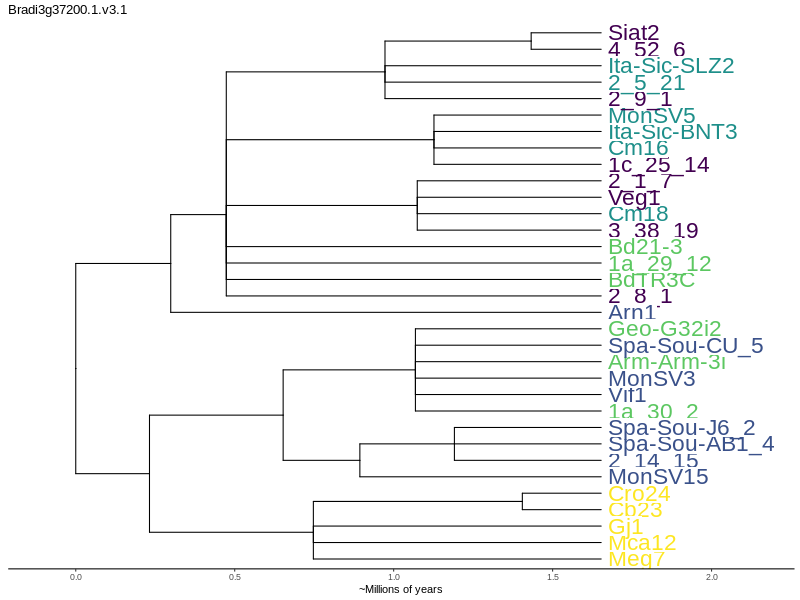 Bradi3g37200.1.v3.1
Siat2
4_52_6
Ita-Sic-SLZ2
2_5_21
2_9_1
MonSV5
Ita-Sic-BNT3
Cm16
1c_25_14
2_1_7
Veg1
Cm18
3_38_19
Bd21-3
1a_29_12
BdTR3C
2_8_1
Arn1
Geo-G32i2
Spa-Sou-CU_5
Arm-Arm-3i
MonSV3
Vif1
1a_30_2
Spa-Sou-J6_2
Spa-Sou-AB1_4
2_14_15
MonSV15
Cro24
Cb23
Gj1
Mca12
Meg7
0.0 0.5 1.0 1.5 2.0
~Millions of years